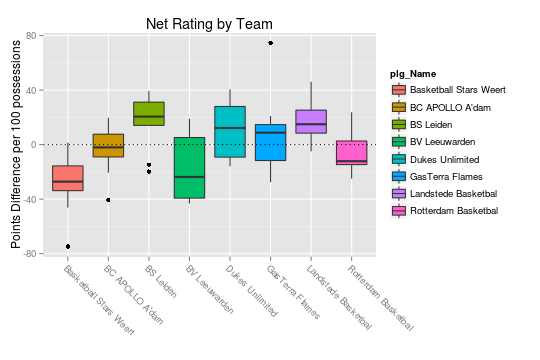 Net Rating by Team
Points Difference per 100 possessions
80
40
0
-40
-80
Basketball Stars Weert
BC APOLLO A'dam
BS Leiden
BV Leeuwarden
Dukes Unlimited
GasTerra Flames
Landstede Basketbal
Rotterdam Basketbal
plg_Name
Basketball Stars Weert
BC APOLLO A'dam
BS Leiden
BV Leeuwarden
Dukes Unlimited
GasTerra Flames
Landstede Basketbal
Rotterdam Basketbal